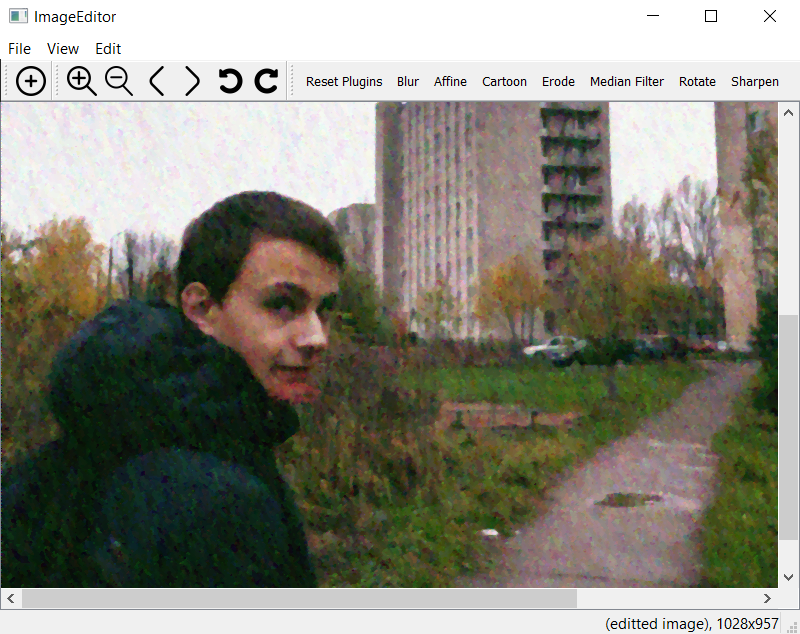 ImageEditor
File View Edit
Reset Plugins Blur Affine Cartoon Erode Median Filter Rotate Sharpen
(editted image), 1028x957